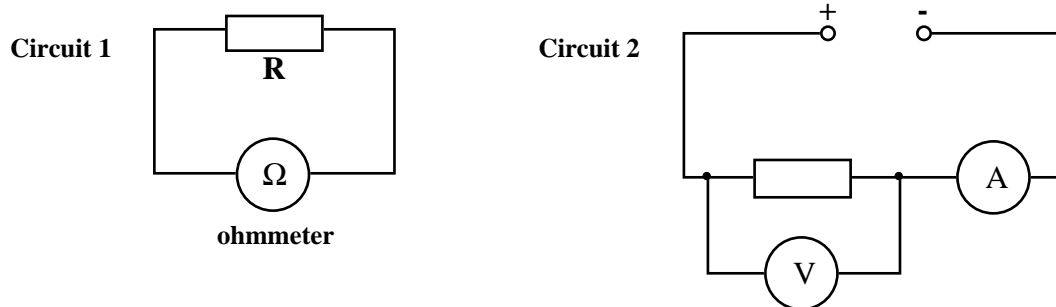 Circuit 1
R
Ω
ohmmeter
Circuit 2
+ -
A
V